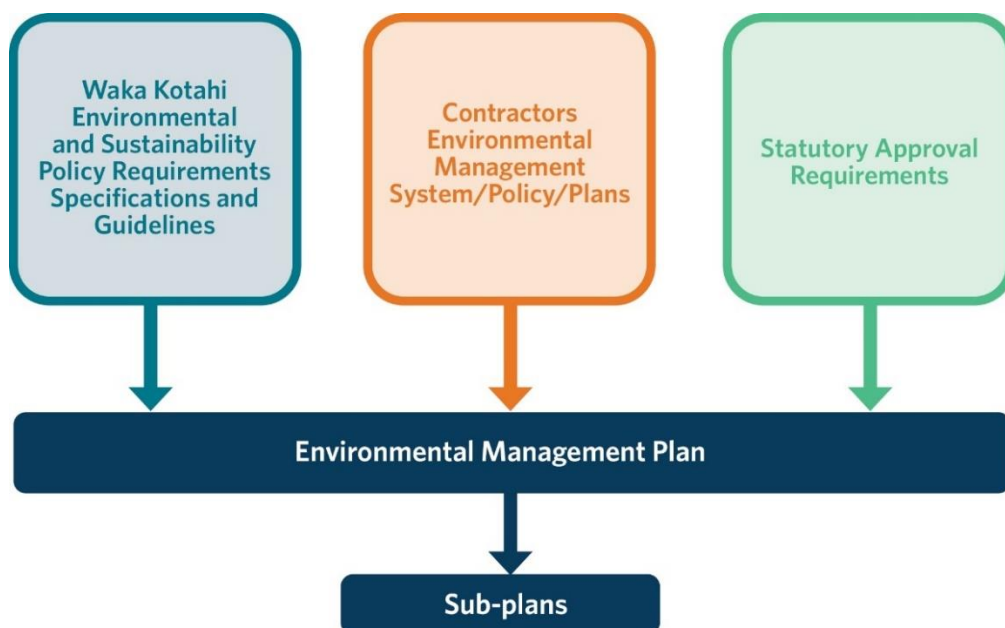 Waka Kotahi
Environmental
and Sustainability
Policy Requirements
Specifications and
Guidelines
Contractors
Environmental
Management
System/Policy/Plans
Statutory Approval
Requirements
Environmental Management Plan
Sub-plans